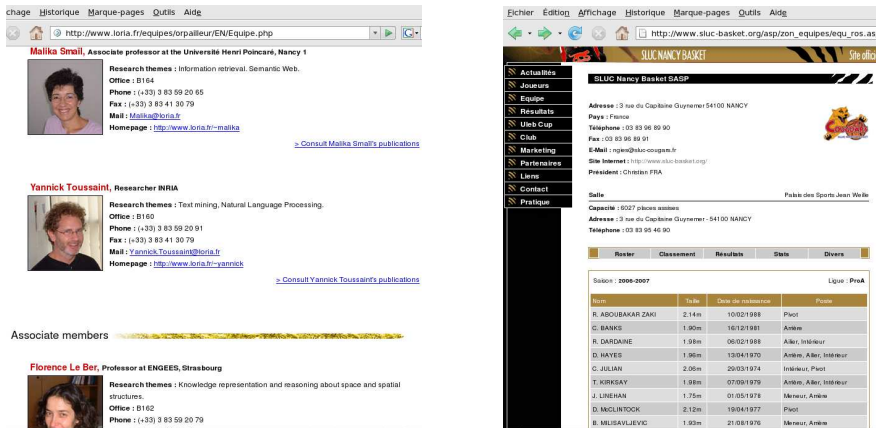 chage Historique Marque-pages Outils Aide
http://www.loria.fr/equipes/orpailleur/EN/Equipe.php
Malika Smail, Associate professor at the Université Henri Poincaré, Nancy 1
Research themes : Information retrieval. Semantic Web.
Office : B164
Phone : (+33) 3 83 59 20 65
Fax : (+33) 3 83 41 30 79
Mail : Malika@loria.fr
Homepage : http://www.loria.fr/~malika
> Consult Malika Smail's publications
Yannick Toussaint, Researcher INRIA
Research themes : Text mining, Natural Language Processing.
Office : B160
Phone : (+33) 3 83 59 20 91
Fax : (+33) 3 83 41 30 79
Mail : Yannick.Toussaint@loria.fr
Homepage : http://www.loria.fr/~yannick
> Consult Yannick Toussaint's publications
Associate members
Florence Le Ber, Professor at ENGEES, Strasbourg
Research themes : Knowledge representation and reasoning about space and spatial
structures.
Office : B162
Phone : (+33) 3 83 59 20 79
Fichier Édition Affichage Historique Marque-pages Outils Aide
http://www.sluc-basket.org/asp/zon_equipes/equ_ros.as
SLUC NANCY BASKET Site offici
Actualités
Joueurs
Equipe
Résultats
Uleb Cup
Club
Marketing
Partenaires
Liens
Contact
Pratique
SLUC Nancy Basket SASP
Adresse : 3 rue du Capitaine Guynemer 54100 NANCY
Pays : France
Téléphone : 03 83 96 89 90
Fax : 03 83 96 89 91
E-Mail : ngies@sluc-cougars.fr
Site Internet : http://www.sluc-basket.org/
Président : Christian FRA
Salle Palais des Sports Jean Weille
Capacité : 6027 places assises
Adresse : 3 rue du Capitaine Guynemer - 54100 NANCY
Téléphone : 03 83 95 46 90
Roster Classement Résultats Stats Divers
Saison : 2006-2007 Ligue : ProA
Nom Taille Date de naissance Poste
R. ABOUBAKAR ZAKI 2.14m 10/02/1988 Pivot
C. BANKS 1.90m 16/12/1981 Arrière
R. DARDAINE 1.98m 06/02/1988 Ailier, Intérieur
D. HAYES 1.96m 13/04/1970 Arrière, Ailier, Intérieur
C. JULIAN 2.06m 29/03/1974 Intérieur, Pivot
T. KIRKSAY 1.98m 07/09/1979 Arrière, Ailier, Intérieur
J. LINEHAN 1.75m 01/05/1978 Meneur, Arrière
D. McCLINTOCK 2.12m 19/04/1977 Pivot
B. MILISAVLJEVIC 1.93m 21/08/1976 Meneur, Arrière